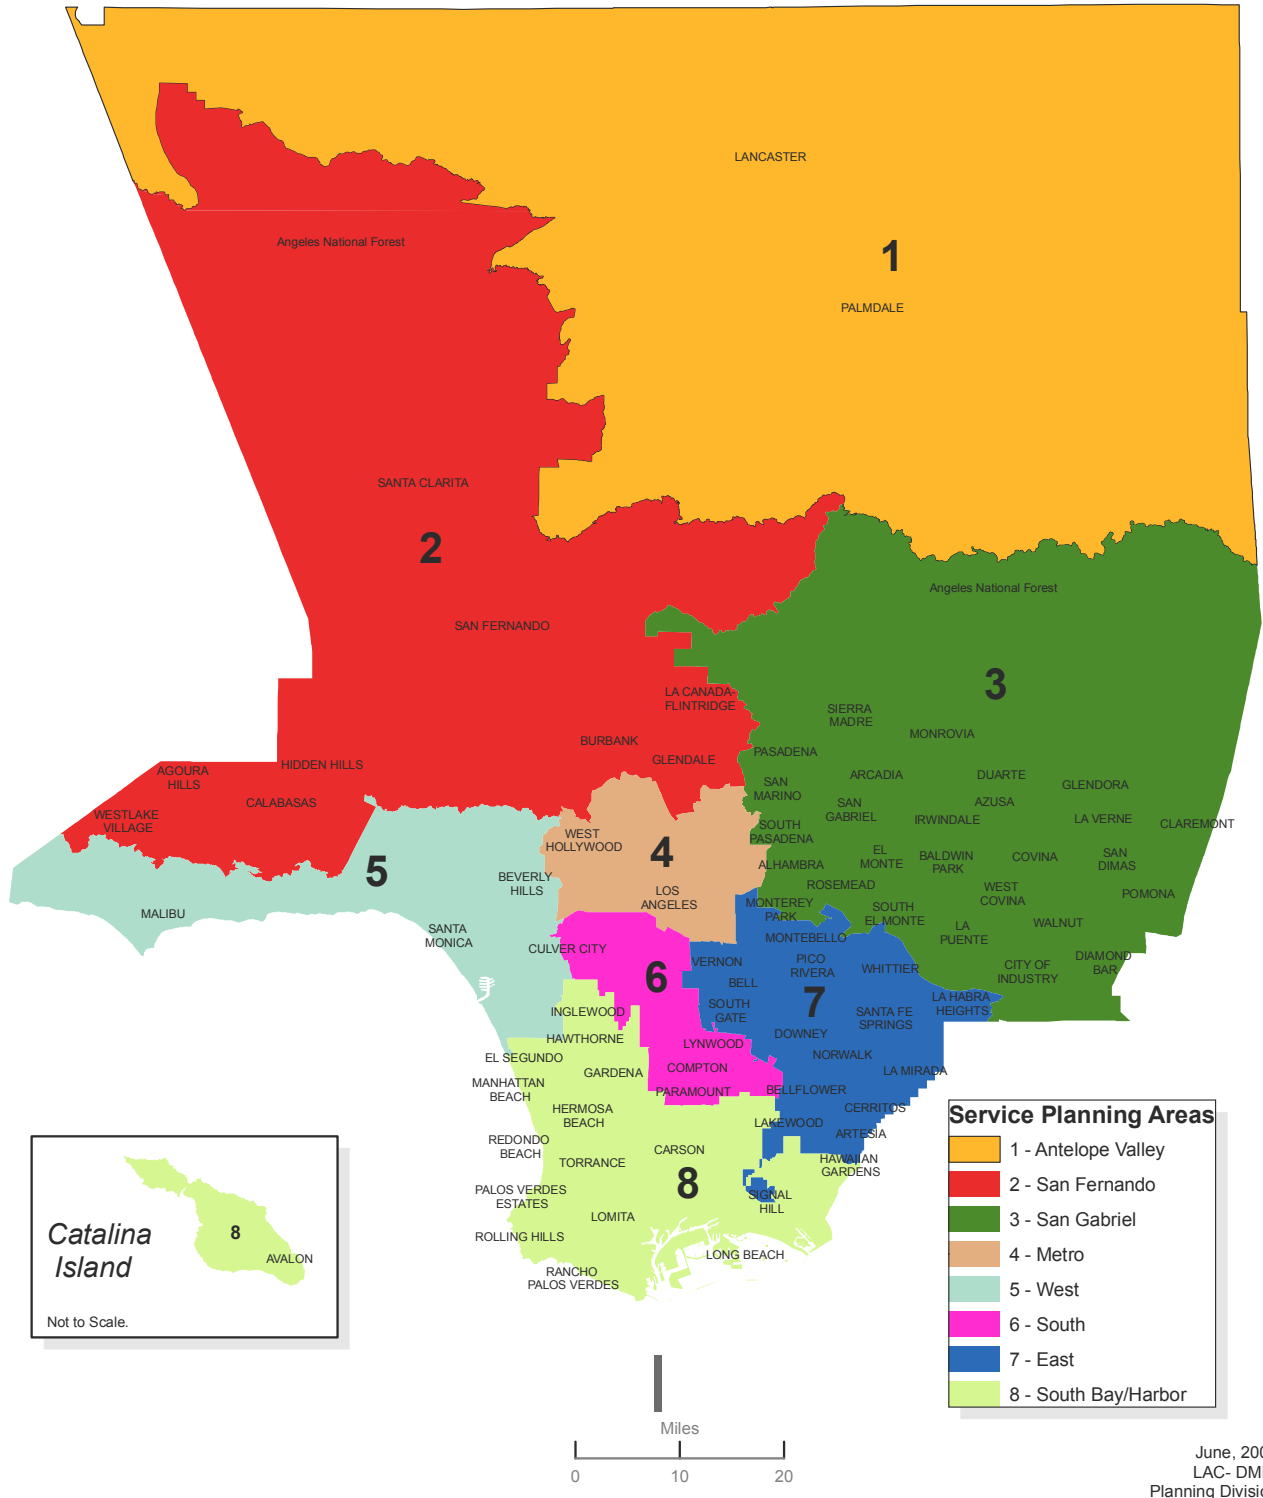 LANCASTER
Angeles National Forest
1
PALMDALE
SANTA CLARITA
2
SAN FERNANDO
Angeles National Forest
3
LA CANADA-
FLINTRIDGE
SIERRA
MADRE
MONROVIA
BURBANK
GLENDALE
PASADENA
AGOURA
HILLS
HIDDEN HILLS
CALABASAS
WESTLAKE
VILLAGE
SAN
MARINO
ARCADIA
DUARTE
GLENDORA
SAN
GABRIEL
AZUSA
IRWINDALE
LA VERNE
CLAREMONT
SOUTH
PASADENA
WEST
HOLLYWOOD
4
5
ALHAMBRA
EL
MONTE
BALDWIN
PARK
COVINA
SAN
DIMAS
BEVERLY
HILLS
LOS
ANGELES
ROSEMEAD
WEST
COVINA
POMONA
MALIBU
MONTEREY
PARK
SOUTH
EL MONTE
SANTA
MONICA
MONTEBELLO
LA
PUENTE
WALNUT
CULVER CITY
6
VERNON
PICO
RIVERA
WHITTIER
CITY OF
INDUSTRY
DIAMOND
BAR
BELL
7
SOUTH
GATE
LA HABRA
HEIGHTS
INGLEWOOD
SANTA FE
SPRINGS
HAWTHORNE
LYNWOOD
DOWNEY
EL SEGUNDO
NORWALK
GARDENA
COMPTON
LA MIRADA
MANHATTAN
BEACH
PARAMOUNT
BELLFLOWER
HERMOSA
BEACH
CERRITOS
LAKEWOOD
ARTESIA
REDONDO
BEACH
CARSON
TORRANCE
HAWAIIAN
GARDENS
8
PALOS VERDES
ESTATES
SIGNAL
HILL
LOMITA
ROLLING HILLS
LONG BEACH
RANCHO
PALOS VERDES
Catalina
Island
8
AVALON
Not to Scale.
Service Planning Areas
1 - Antelope Valley
2 - San Fernando
3 - San Gabriel
4 - Metro
5 - West
6 - South
7 - East
8 - South Bay/Harbor
Miles
0 10 20
June, 200
LAC- DM
Planning Divisio